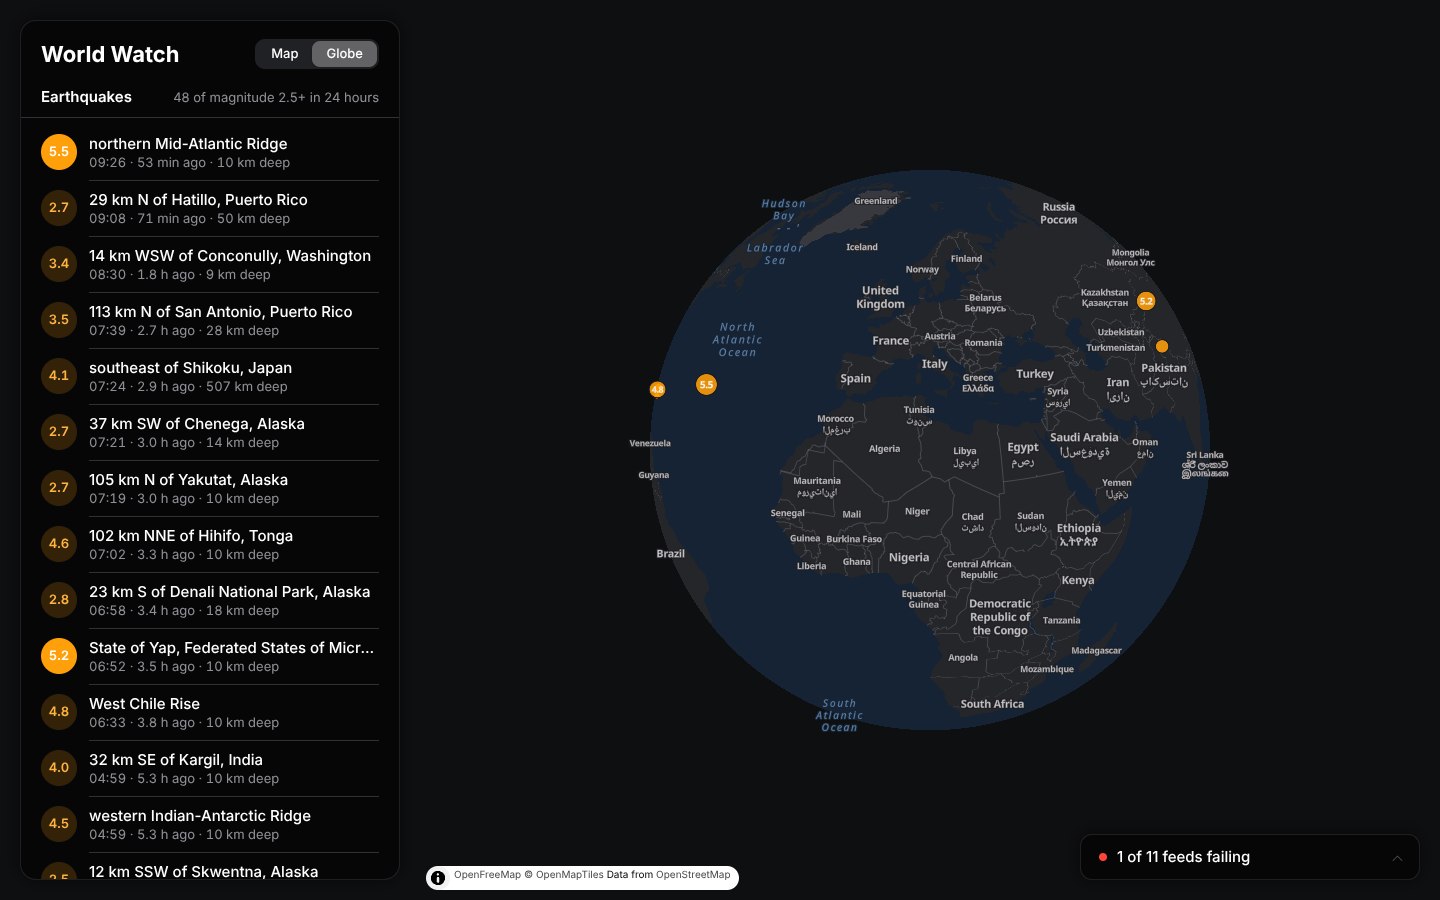 World Watch
Map
Globe
Earthquakes
48 of magnitude 2.5+ in 24 hours
5.5
northern Mid-Atlantic Ridge
09:26 · 53 min ago · 10 km deep
2.7
29 km N of Hatillo, Puerto Rico
09:08 · 71 min ago · 50 km deep
3.4
14 km WSW of Conconully, Washington
08:30 · 1.8 h ago · 9 km deep
3.5
113 km N of San Antonio, Puerto Rico
07:39 · 2.7 h ago · 28 km deep
4.1
southeast of Shikoku, Japan
07:24 · 2.9 h ago · 507 km deep
2.7
37 km SW of Chenega, Alaska
07:21 · 3.0 h ago · 14 km deep
2.7
105 km N of Yakutat, Alaska
07:19 · 3.0 h ago · 10 km deep
4.6
102 km NNE of Hihifo, Tonga
07:02 · 3.3 h ago · 10 km deep
2.8
23 km S of Denali National Park, Alaska
06:58 · 3.4 h ago · 18 km deep
5.2
State of Yap, Federated States of Micr...
06:52 · 3.5 h ago · 10 km deep
4.8
West Chile Rise
06:33 · 3.8 h ago · 10 km deep
4.0
32 km SE of Kargil, India
04:59 · 5.3 h ago · 10 km deep
4.5
western Indian-Antarctic Ridge
04:59 · 5.3 h ago · 10 km deep
12 km SSW of Skwentna, Alaska
Hudson
Bay
Greenland
Russia
Россия
Labrador
Sea
Iceland
Norway
Finland
Mongolia
Монгол Улс
United
Kingdom
Belarus
Беларусь
Kazakhstan
Қазақстан
5.2
North
Atlantic
Ocean
France
Austria
Romania
Uzbekistan
Turkmenistan
Italy
Spain
Greece
Ελλάδα
Turkey
Syria
سوريا
Iran
ایران
Pakistan
پاکستان
4.8
5.5
Morocco
المغرب
Tunisia
تونس
Venezuela
Algeria
Libya
ليبيا
Egypt
مصر
Saudi Arabia
السعودية
Oman
عمان
Sri Lanka
ශ්‍රී ලංකාව
இலங்கை
Guyana
Mauritania
موريتانيا
Yemen
اليمن
Senegal
Mali
Niger
Chad
تشاد
Sudan
السودان
Ethiopia
ኢትዮጵያ
Guinea
Burkina Faso
Brazil
Liberia
Ghana
Nigeria
Central African
Republic
Kenya
Equatorial
Guinea
Democratic
Republic of
the Congo
Tanzania
Angola
Madagascar
Mozambique
South Africa
South
Atlantic
Ocean
1 of 11 feeds failing
OpenFreeMap © OpenMapTiles Data from OpenStreetMap